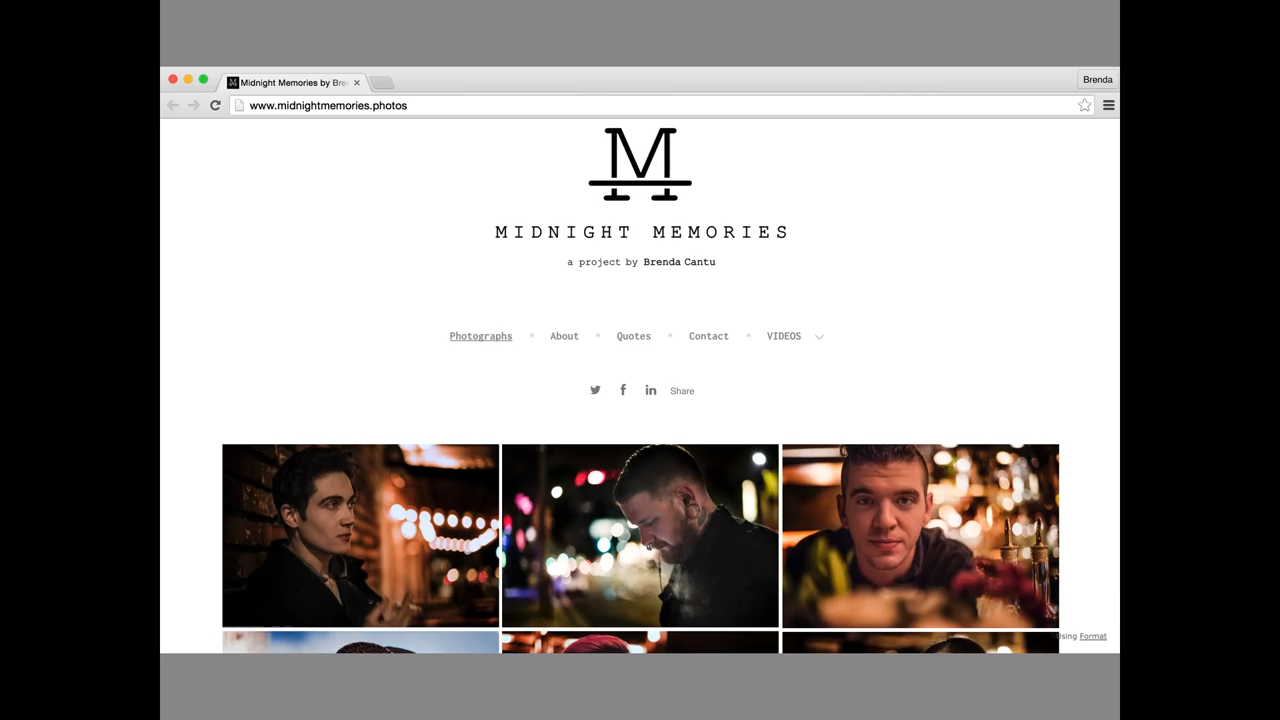 Midnight Memories by Bre
Brenda
www.midnightmemories.photos
M
MIDNIGHT MEMORIES
a project by Brenda Cantu
Photographs • About • Quotes • Contact • VIDEOS
Share
Using Format